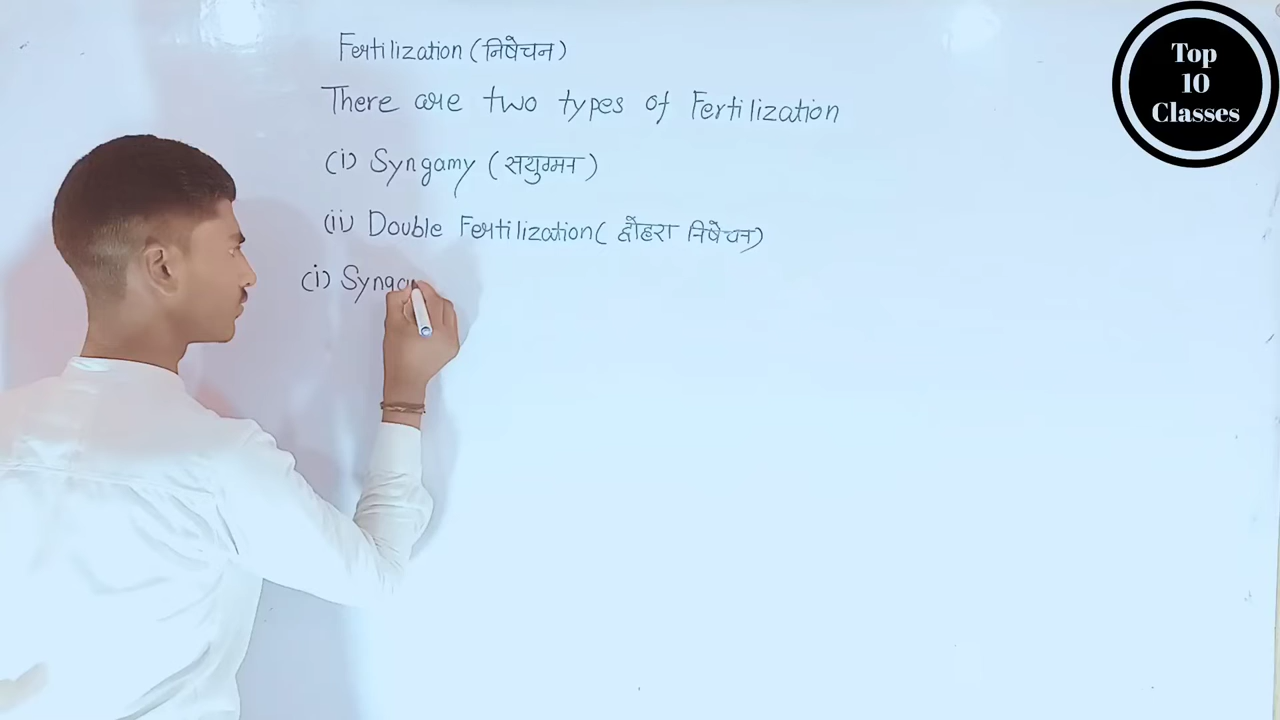 Fertilization (निषेचन)
There are two types of Fertilization
(i) Syngamy (सयुग्मन)
(ii) Double Fertilization ( दोहरा निषेचन)
(i) Synga
Top
10
Classes